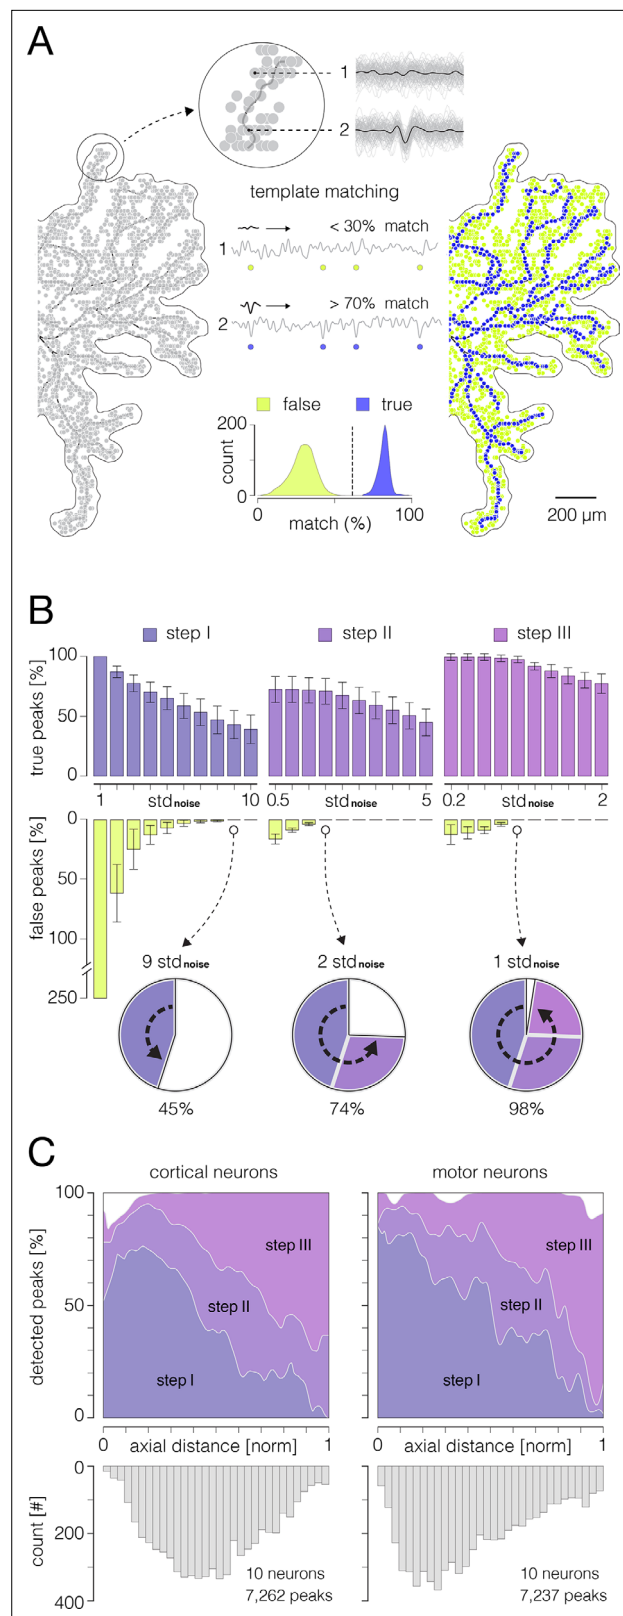 A
1
2
template matching
< 30% match
1
> 70% match
2
false
true
200
count
0
0
100
match (%)
200 µm
B
step I
step II
step III
100
true peaks [%]
50
0
1
std noise
10
0.5
std noise
5
0.2
std noise
2
0
false peaks [%]
50
100
250
9 std noise
2 std noise
1 std noise
45%
74%
98%
C
cortical neurons
motor neurons
100
detected peaks [%]
50
0
step III
step II
step I
step III
step II
step I
0
axial distance [norm]
1
0
axial distance [norm]
1
0
count [#]
200
400
10 neurons
7,262 peaks
10 neurons
7,237 peaks